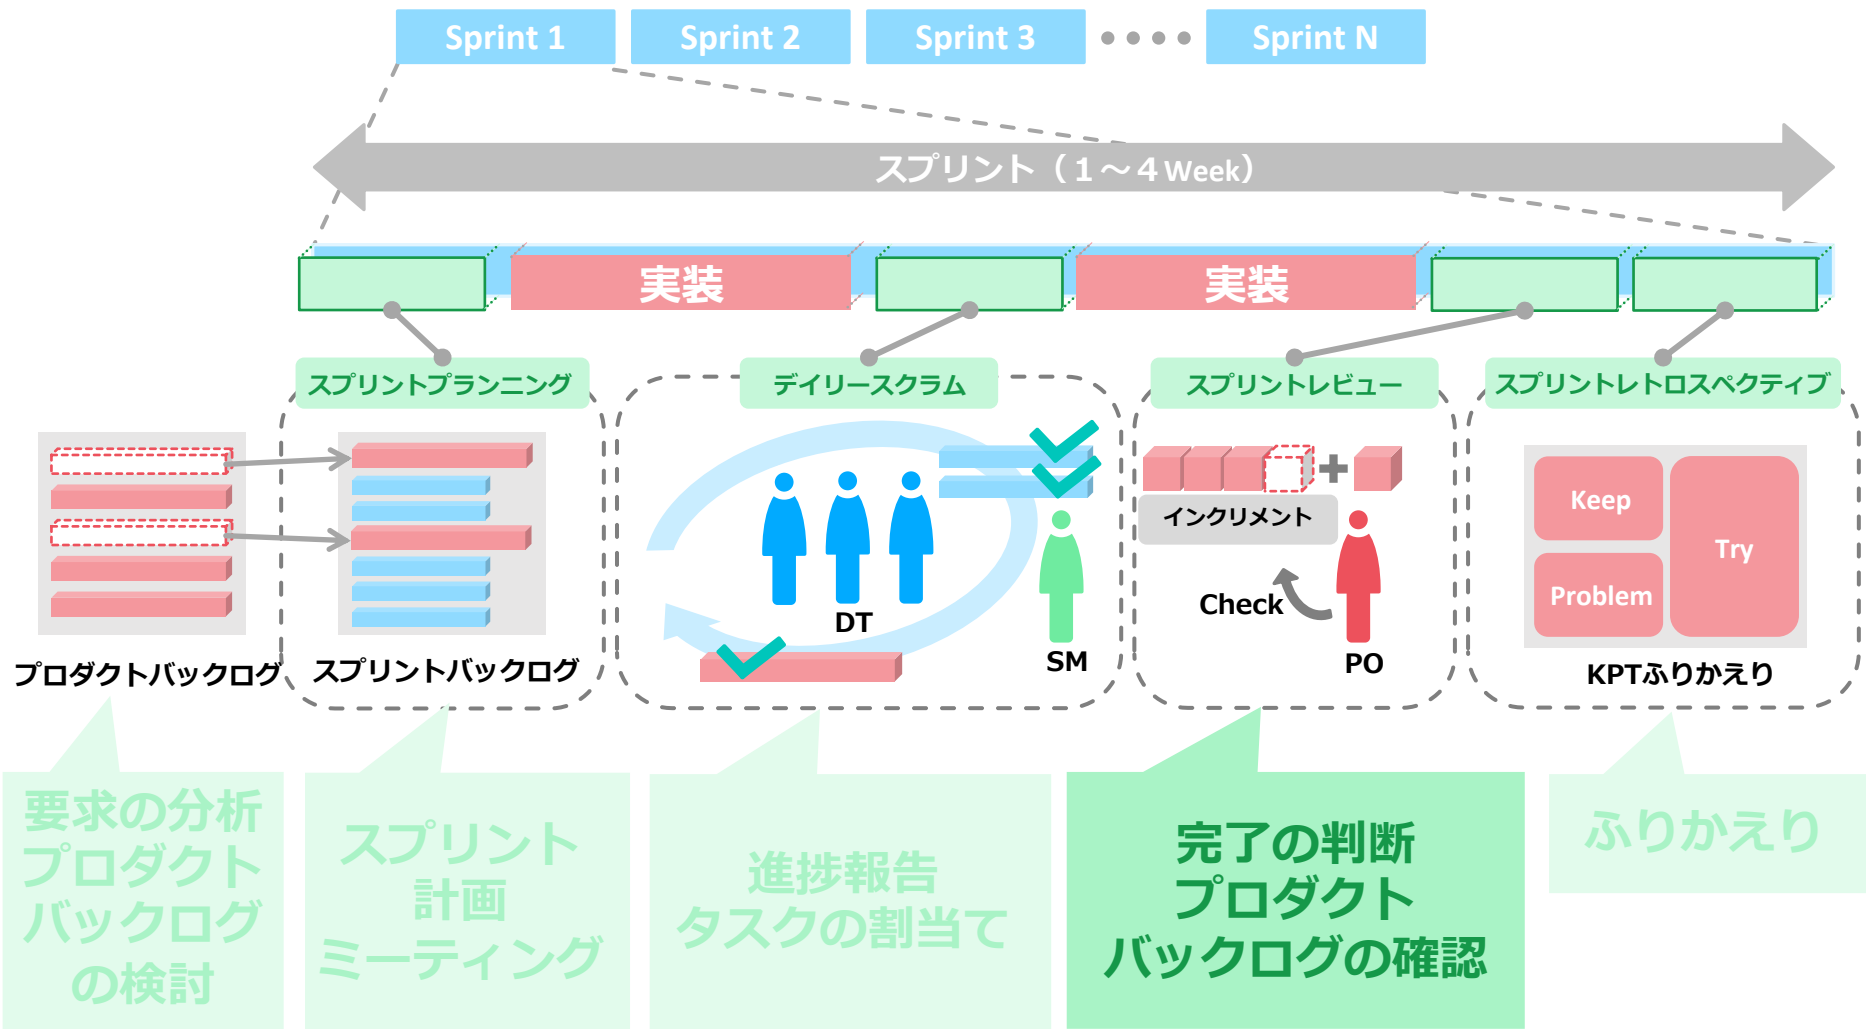 Sprint 1
Sprint 2
Sprint 3
Sprint N
スプリント（１～４Week）
実装
実装
スプリントプランニング
デイリースクラム
スプリントレビュー
スプリントレトロスペクティブ
インクリメント
Keep
Problem
Try
Check
DT
SM
PO
プロダクトバックログ
スプリントバックログ
KPTふりかえり
要求の分析
プロダクト
バックログ
の検討
スプリント
計画
ミーティング
進捗報告
タスクの割当て
完了の判断
プロダクト
バックログの確認
ふりかえり